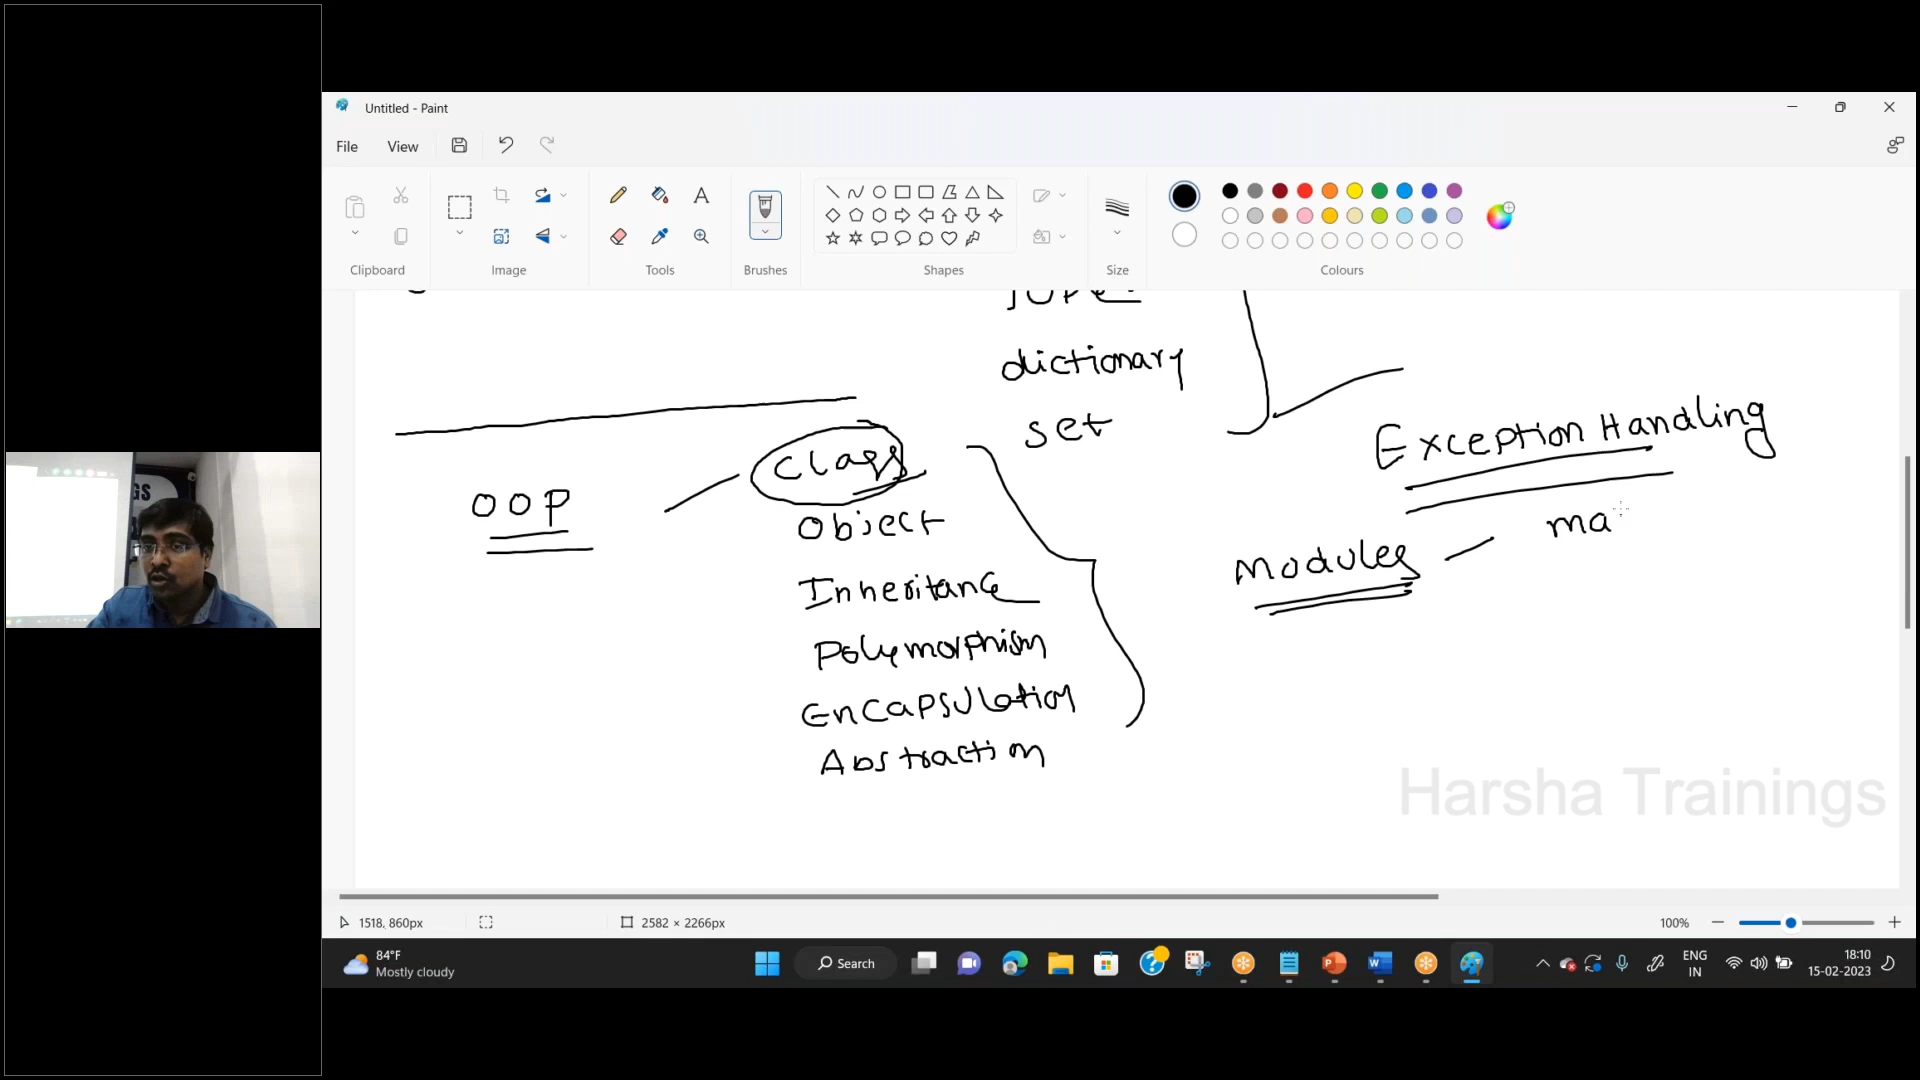 GS
Untitled - Paint
File View
Clipboard Image Tools Brushes Shapes Size Colours
dictionary
set
Class
OOP
Object
Inheritance
Polymorphism
Encapsulation
Abstraction
Exception Handling
Modules
ma
Harsha Trainings
1518, 860px
2582 × 2266px
100%
84°F
Mostly cloudy
Search
ENG
IN
18:10
15-02-2023